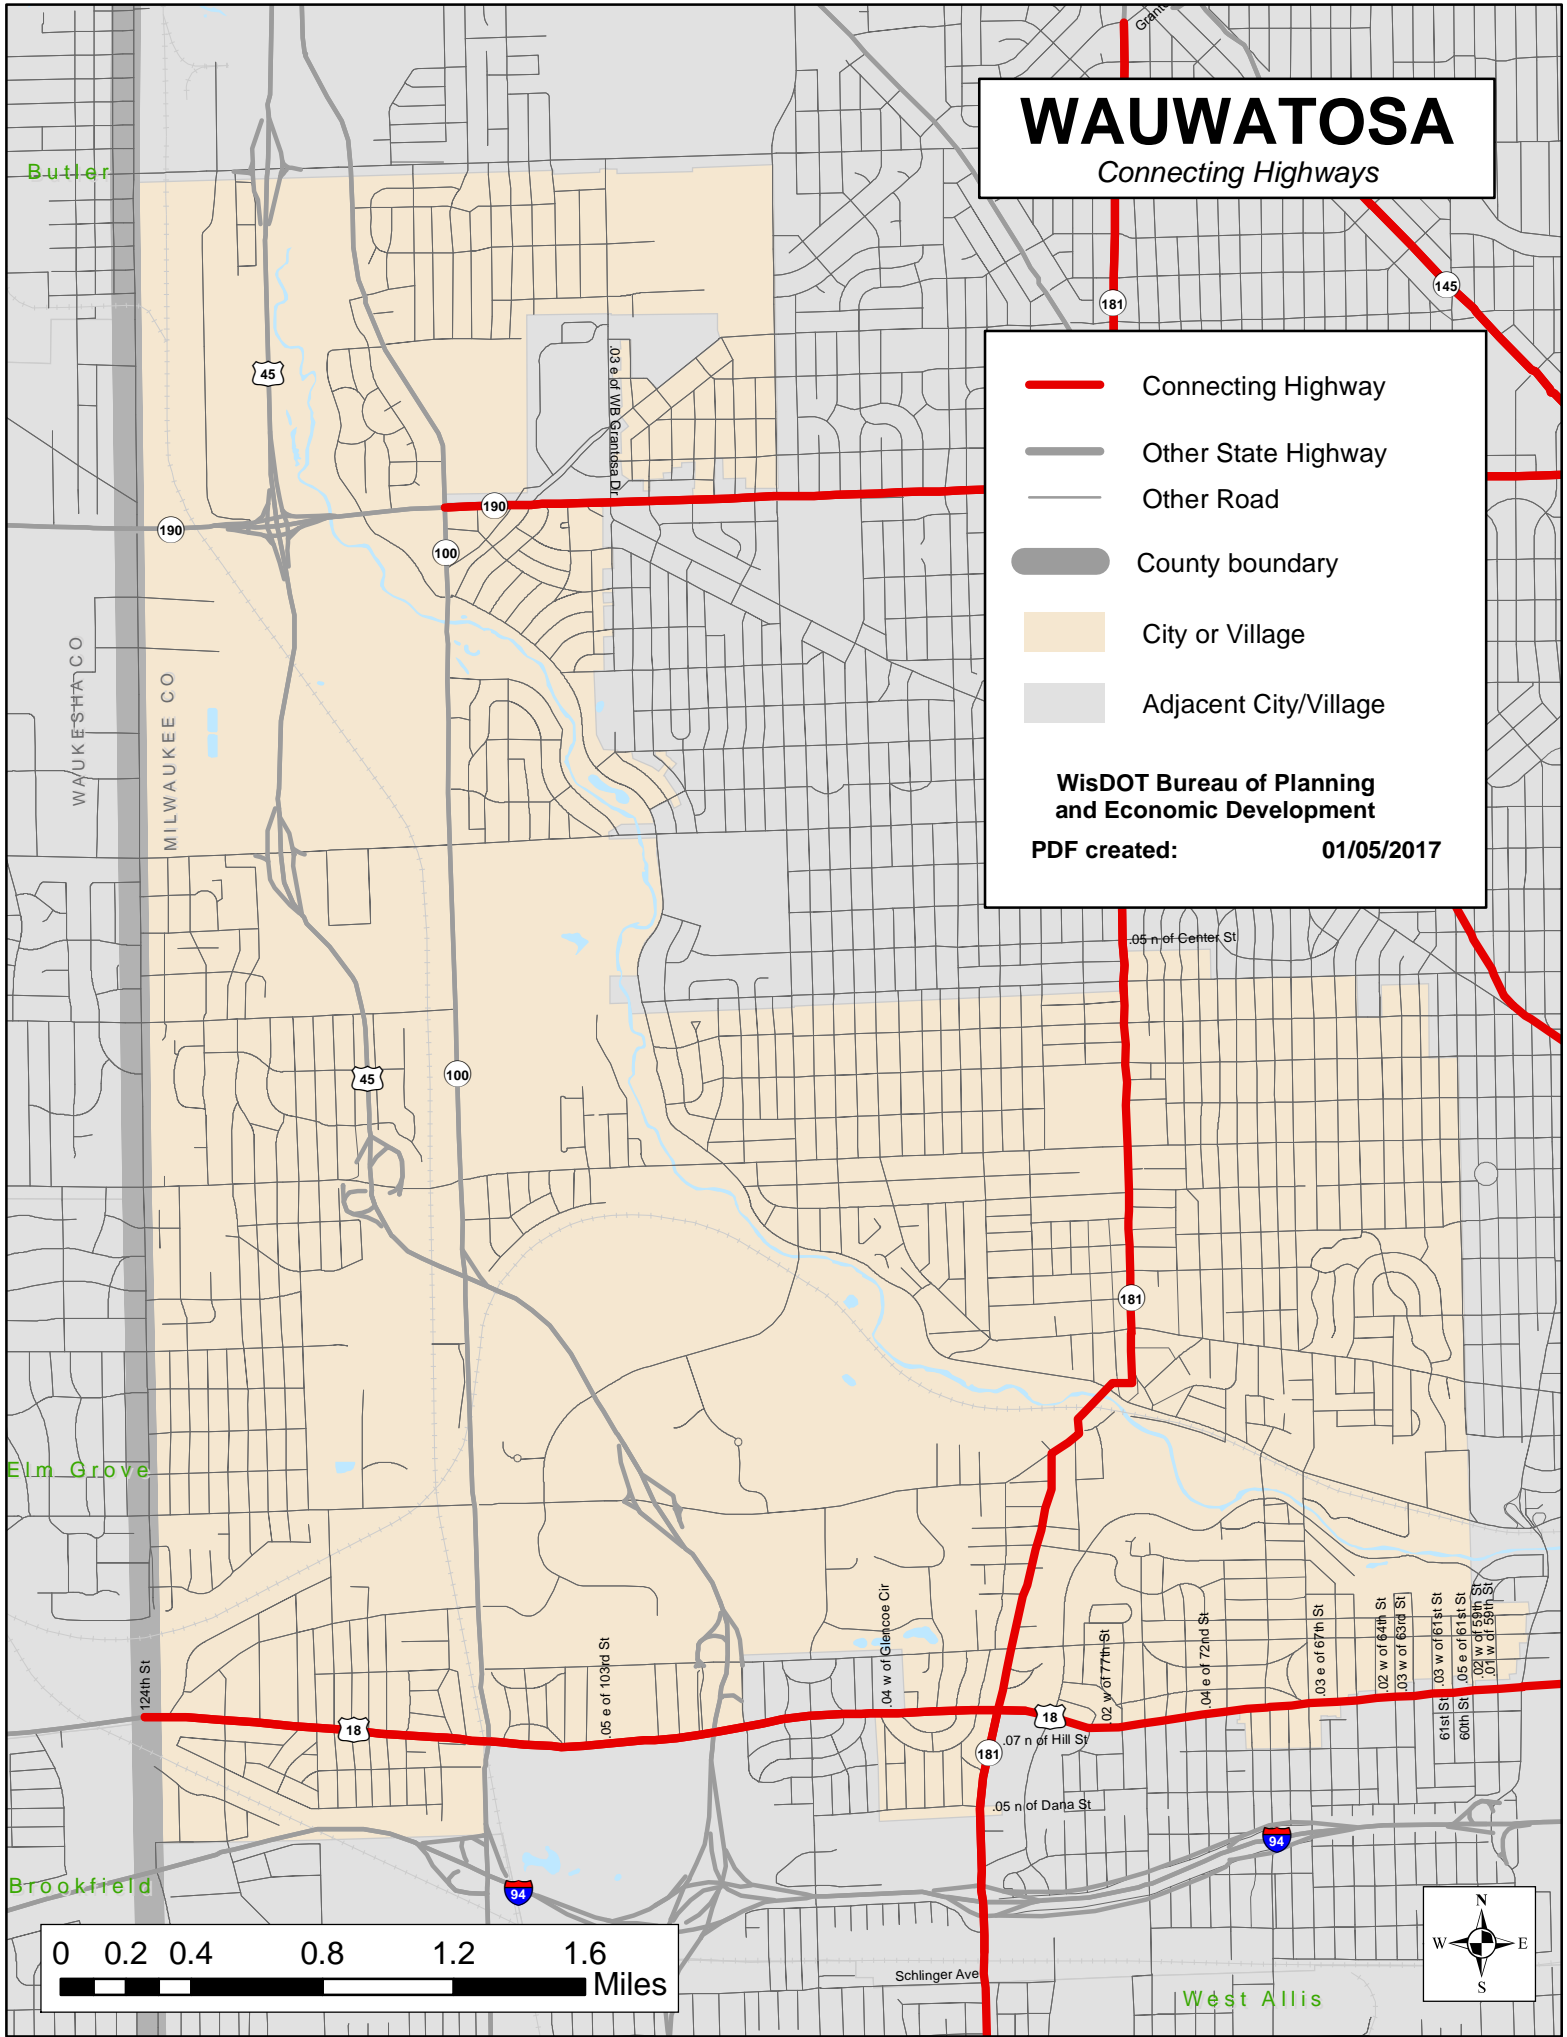 WAUWATOSA
Connecting Highways
Butler
181
145
45
Connecting Highway
.03 e of WB Grantosa Dr
Other State Highway
Other Road
190
190
100
County boundary
City or Village
WAUKESHA CO
MILWAUKEE CO
Adjacent City/Village
WisDOT Bureau of Planning
and Economic Development
PDF created: 01/05/2017
.05 n of Center St
45
100
181
Elm Grove
124th St
.05 e of 103rd St
.04 w of Glencoe Cir
.02 w of 77th St
.04 e of 72nd St
.03 e of 67th St
.02 w of 64th St
.03 w of 63rd St
.03 w of 61st St
61st St
.05 e of 61st St
60th St
.02 w of 59th St
.01 w of 59th St
18
18
.07 n of Hill St
181
.05 n of Dana St
94
94
Brookfield
0 0.2 0.4 0.8 1.2 1.6
Miles
Schlinger Ave
West Allis
N
W E
S